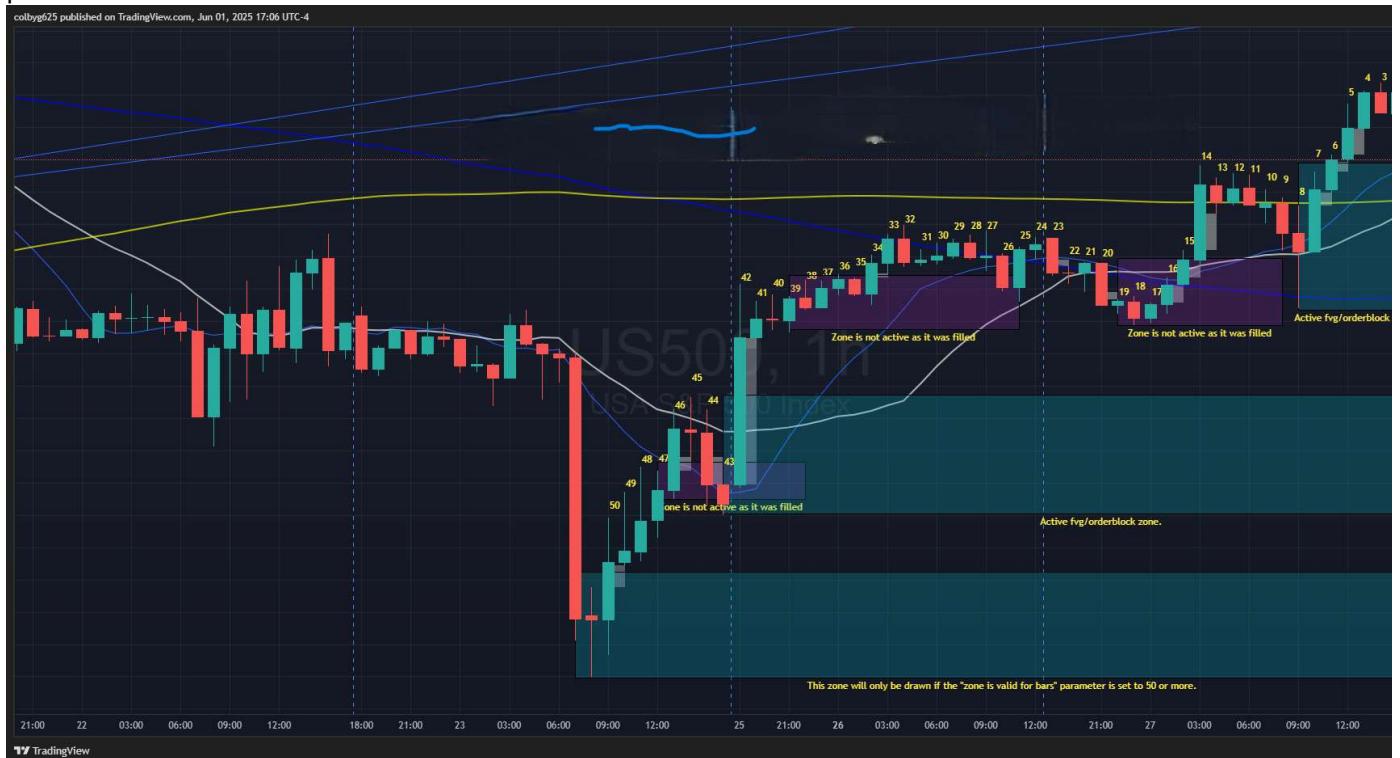 colbyg625 published on TradingView.com, Jun 01, 2025 17:06 UTC-4
4 3
5
6
7
14
13 12 11
10 9
8
33 32
31 30 29 28 27
26
25 24 23
22 21 20
34
35
36
37
38
39
40
41
42
19 18 17
16
15
Active fvg/orderblock
Zone is not active as it was filled
Zone is not active as it was filled
US500, 1h
USA S&P 500 Index
45
46 44
48 47 43
49
50
one is not active as it was filled
Active fvg/orderblock zone.
This zone will only be drawn if the "zone is valid for bars" parameter is set to 50 or more.
21:00 22 03:00 06:00 09:00 12:00 18:00 21:00 23 03:00 06:00 09:00 12:00 25 21:00 26 03:00 06:00 09:00 12:00 21:00 27 03:00 06:00 09:00 12:00
TradingView